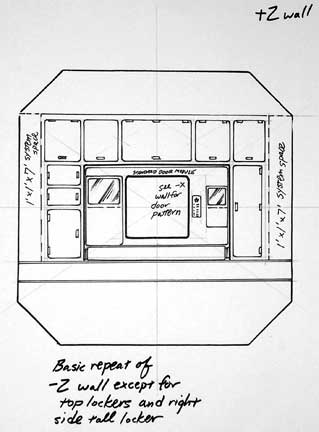 +Z wall
STANDARD DOOR MODULE
see -X
wall for
door
pattern
1'x1'x7' system
space
1'x1'x7' system space
Basic repeat of
-Z wall except for
top lockers and right
side tall locker